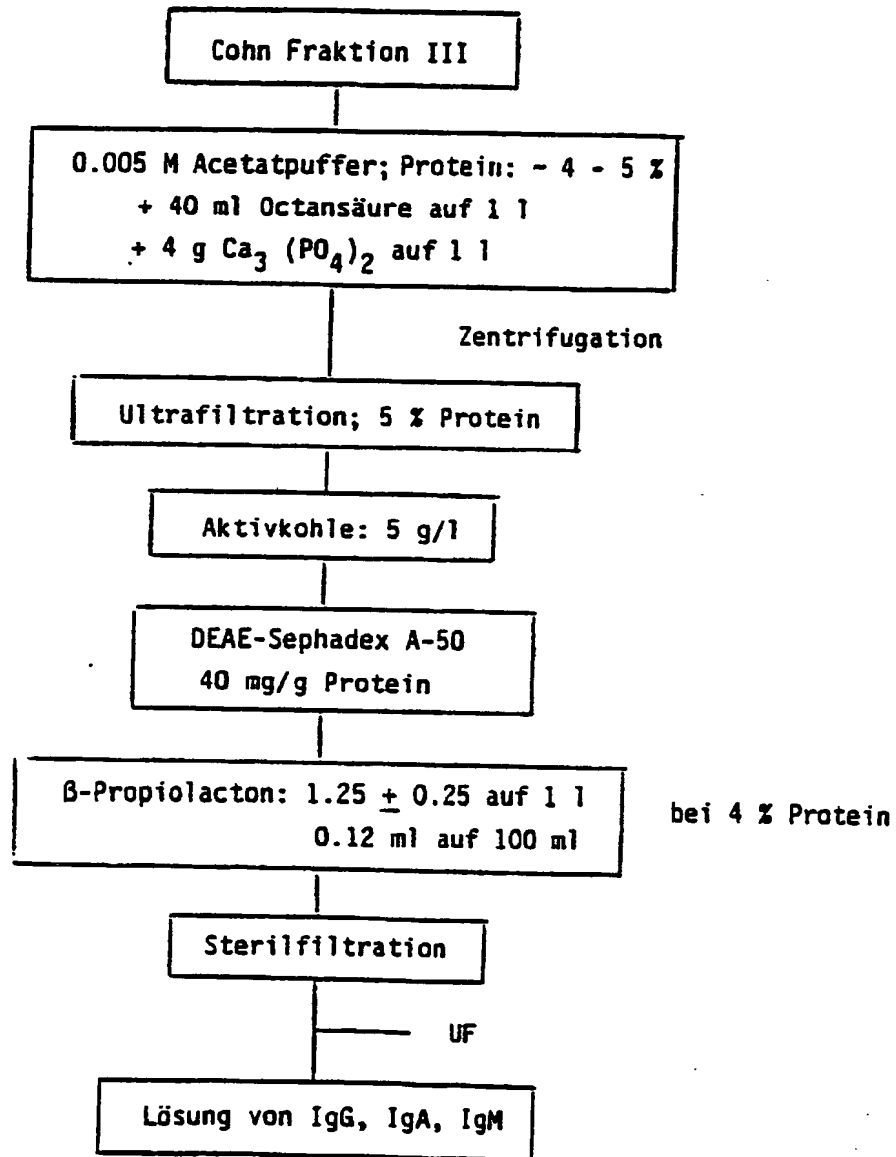 Cohn Fraktion III
0.005 M Acetatpuffer; Protein: ~ 4 - 5 %
+ 40 ml Octansäure auf 1 l
+ 4 g Ca3 (PO4)2 auf 1 l
Zentrifugation
Ultrafiltration; 5 % Protein
Aktivkohle: 5 g/l
DEAE-Sephadex A-50
40 mg/g Protein
β-Propiolacton: 1.25 ± 0.25 auf 1 l
0.12 ml auf 100 ml
bei 4 % Protein
Sterilfiltration
UF
Lösung von IgG, IgA, IgM